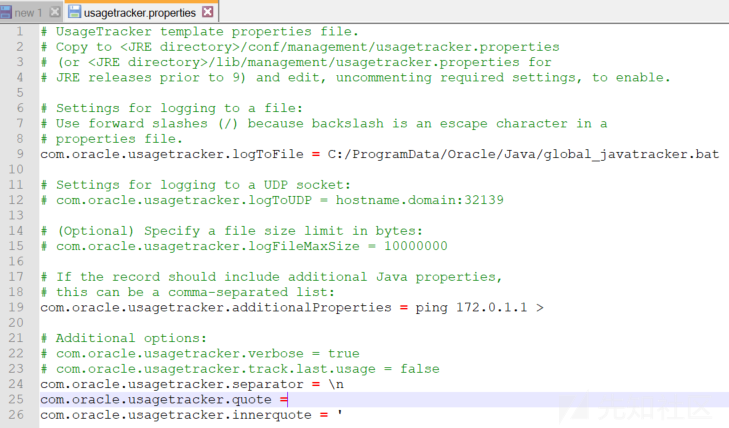 new 1 usagetracker.properties
1 # UsageTracker template properties file.
2 # Copy to <JRE directory>/conf/management/usagetracker.properties
3 # (or <JRE directory>/lib/management/usagetracker.properties for
4 # JRE releases prior to 9) and edit, uncommenting required settings, to enable.
5
6 # Settings for logging to a file:
7 # Use forward slashes (/) because backslash is an escape character in a
8 # properties file.
9 com.oracle.usagetracker.logToFile = C:/ProgramData/Oracle/Java/global_javatracker.bat
10
11 # Settings for logging to a UDP socket:
12 # com.oracle.usagetracker.logToUDP = hostname.domain:32139
13
14 # (Optional) Specify a file size limit in bytes:
15 # com.oracle.usagetracker.logFileMaxSize = 10000000
16
17 # If the record should include additional Java properties,
18 # this can be a comma-separated list:
19 com.oracle.usagetracker.additionalProperties = ping 172.0.1.1 >
20
21 # Additional options:
22 # com.oracle.usagetracker.verbose = true
23 # com.oracle.usagetracker.track.last.usage = false
24 com.oracle.usagetracker.separator = \n
25 com.oracle.usagetracker.quote =
26 com.oracle.usagetracker.innerquote = '
先知社区